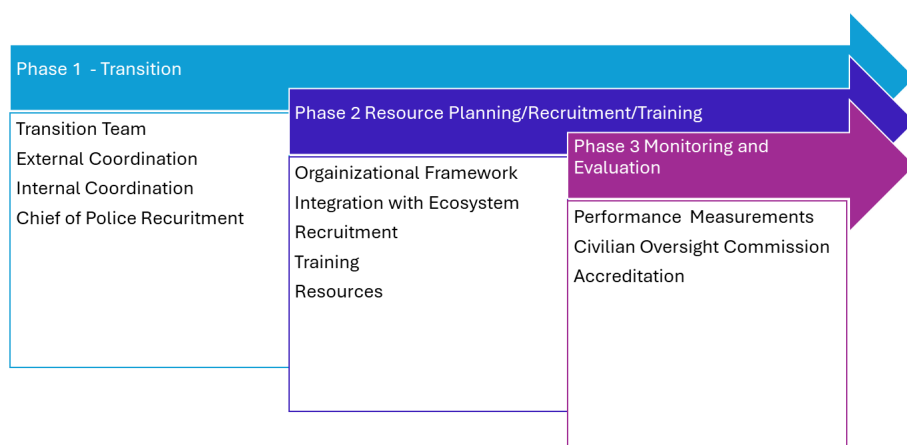 Phase 1  - Transition
Transition Team
External Coordination
Internal Coordination
Chief of Police Recuritment
Phase 2 Resource Planning/Recruitment/Training
Orgainizational Framework
Integration with Ecosystem
Recruitment
Training
Resources
Phase 3 Monitoring and
Evaluation
Performance  Measurements
Civilian Oversight Commission
Accreditation